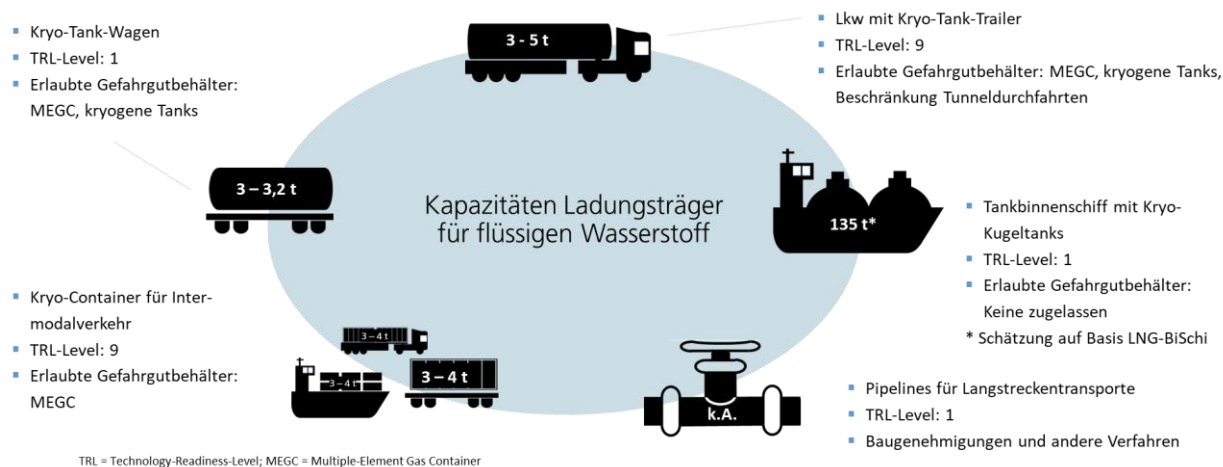 Kryo-Tank-Wagen
TRL-Level: 1
Erlaubte Gefahrgutbehälter:
MEGC, kryogene Tanks
3 - 5 t
Lkw mit Kryo-Tank-Trailer
TRL-Level: 9
Erlaubte Gefahrgutbehälter: MEGC, kryogene Tanks,
Beschränkung Tunneldurchfahrten
3 – 3,2 t
Kapazitäten Ladungsträger
für flüssigen Wasserstoff
135 t*
Tankbinnenschiff mit Kryo-
Kugeltanks
TRL-Level: 1
Erlaubte Gefahrgutbehälter:
Keine zugelassen
* Schätzung auf Basis LNG-BiSchi
Kryo-Container für Inter-
modalverkehr
TRL-Level: 9
Erlaubte Gefahrgutbehälter:
MEGC
3 – 4 t
3 – 4 t
3 – 4 t
k.A.
Pipelines für Langstreckentransporte
TRL-Level: 1
Baugenehmigungen und andere Verfahren
TRL = Technology-Readiness-Level; MEGC = Multiple-Element Gas Container